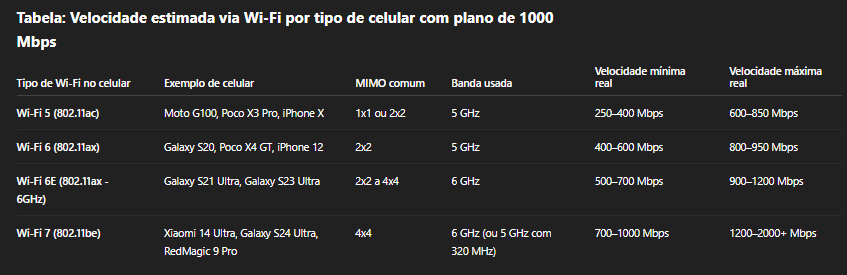 Tabela: Velocidade estimada via Wi-Fi por tipo de celular com plano de 1000
Mbps
Tipo de Wi-Fi no celular Exemplo de celular MIMO comum Banda usada Velocidade mínima real Velocidade máxima real
Wi-Fi 5 (802.11ac) Moto G100, Poco X3 Pro, iPhone X 1x1 ou 2x2 5 GHz 250–400 Mbps 600–850 Mbps
Wi-Fi 6 (802.11ax) Galaxy S20, Poco X4 GT, iPhone 12 2x2 5 GHz 400–600 Mbps 800–950 Mbps
Wi-Fi 6E (802.11ax - 6GHz) Galaxy S21 Ultra, Galaxy S23 Ultra 2x2 a 4x4 6 GHz 500–700 Mbps 900–1200 Mbps
Wi-Fi 7 (802.11be) Xiaomi 14 Ultra, Galaxy S24 Ultra, RedMagic 9 Pro 4x4 6 GHz (ou 5 GHz com 320 MHz) 700–1000 Mbps 1200–2000+ Mbps